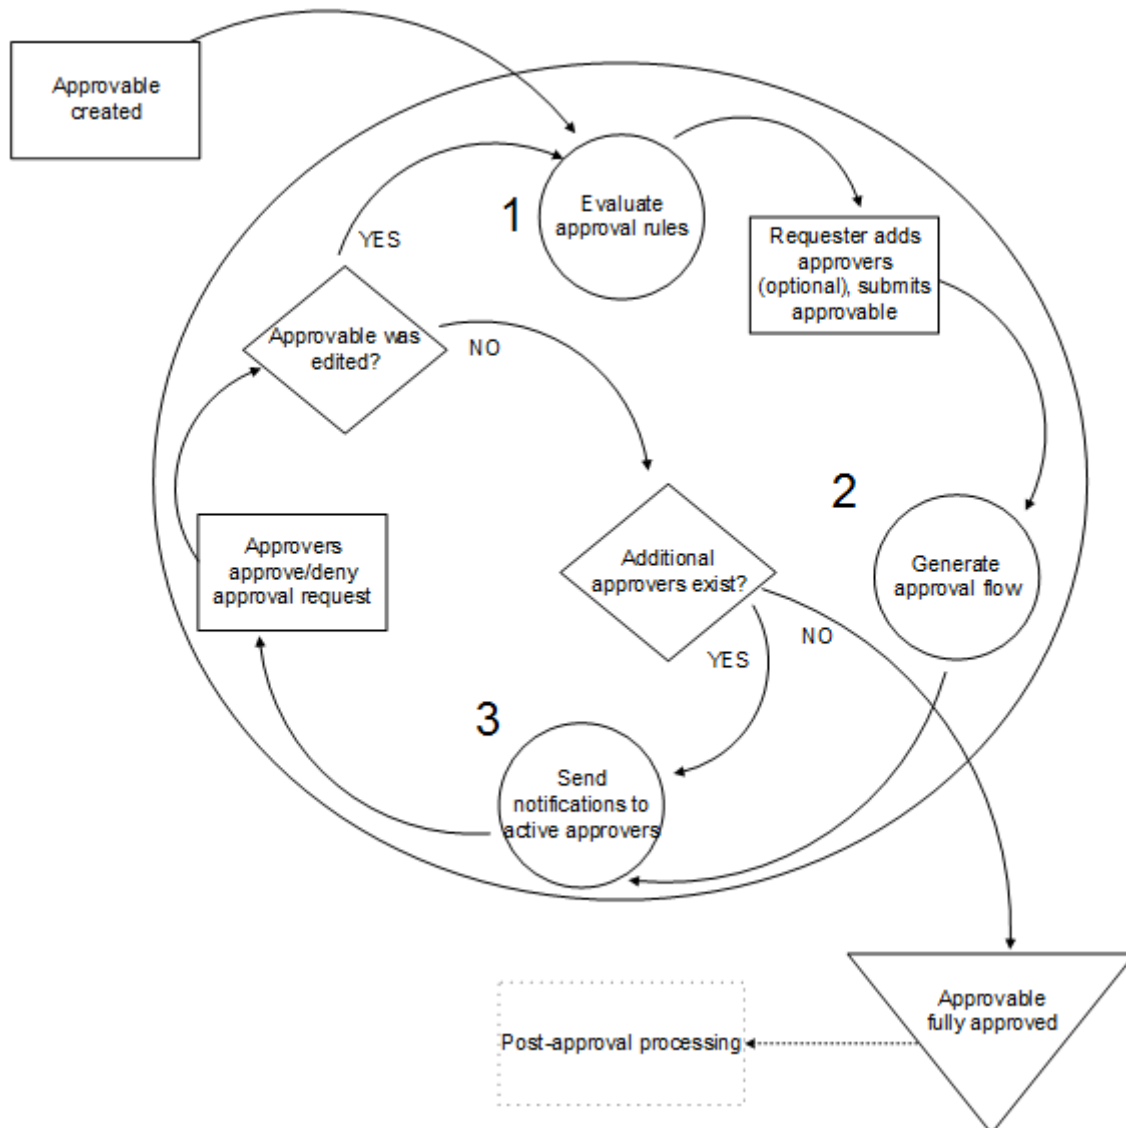 Approvable
created
1
Evaluate
approval rules
YES
Requester adds
approvers
(optional), submits
approvable
Approvable was
edited?
NO
2
Approvers
approve/deny
approval request
Additional
approvers exist?
Generate
approval flow
NO
YES
3
Send
notifications to
active approvers
Approvable
fully approved
Post-approval processing